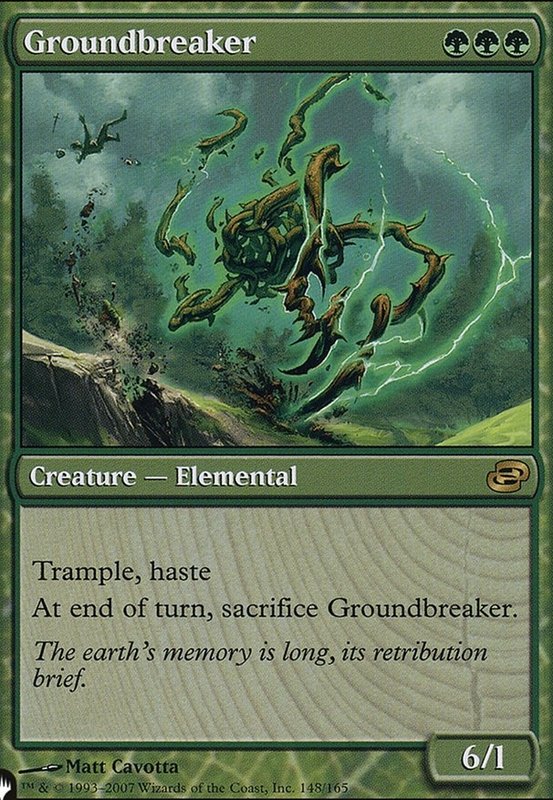 Groundbreaker
Creature — Elemental
Trample, haste
At end of turn, sacrifice Groundbreaker.
The earth's memory is long, its retribution
brief.
6/1
Matt Cavotta
™ & © 1993–2007 Wizards of the Coast, Inc. 148/165